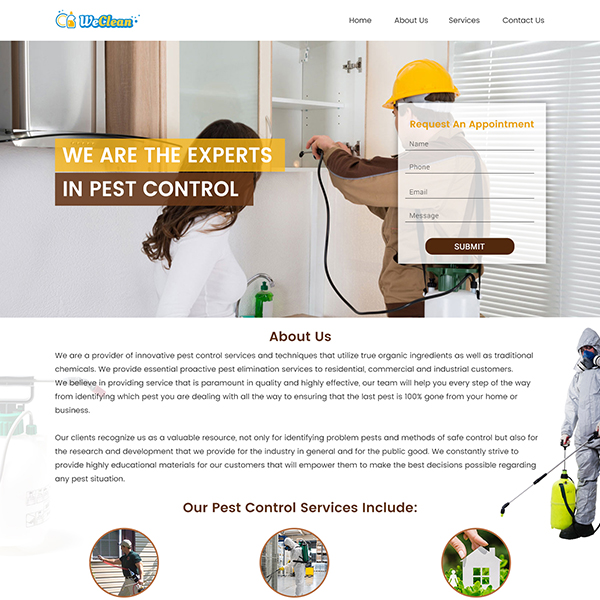 WeClean
Home About Us Services Contact Us
WE ARE THE EXPERTS
IN PEST CONTROL
Request An Appointment
Name
Phone
Email
Message
SUBMIT
About Us
We are a provider of innovative pest control services and techniques that utilize true organic ingredients as well as traditional
chemicals. We provide essential proactive pest elimination services to residential, commercial and industrial customers.
We believe in providing service that is paramount in quality and highly effective, our team will help you every step of the way
from identifying which pest you are dealing with all the way to ensuring that the last pest is 100% gone from your home or
business.
Our clients recognize us as a valuable resource, not only for identifying problem pests and methods of safe control but also for
the research and development that we provide for the industry in general and for the public good. We constantly strive to
provide highly educational materials for our customers that will empower them to make the best decisions possible regarding
any pest situation.
Our Pest Control Services Include: